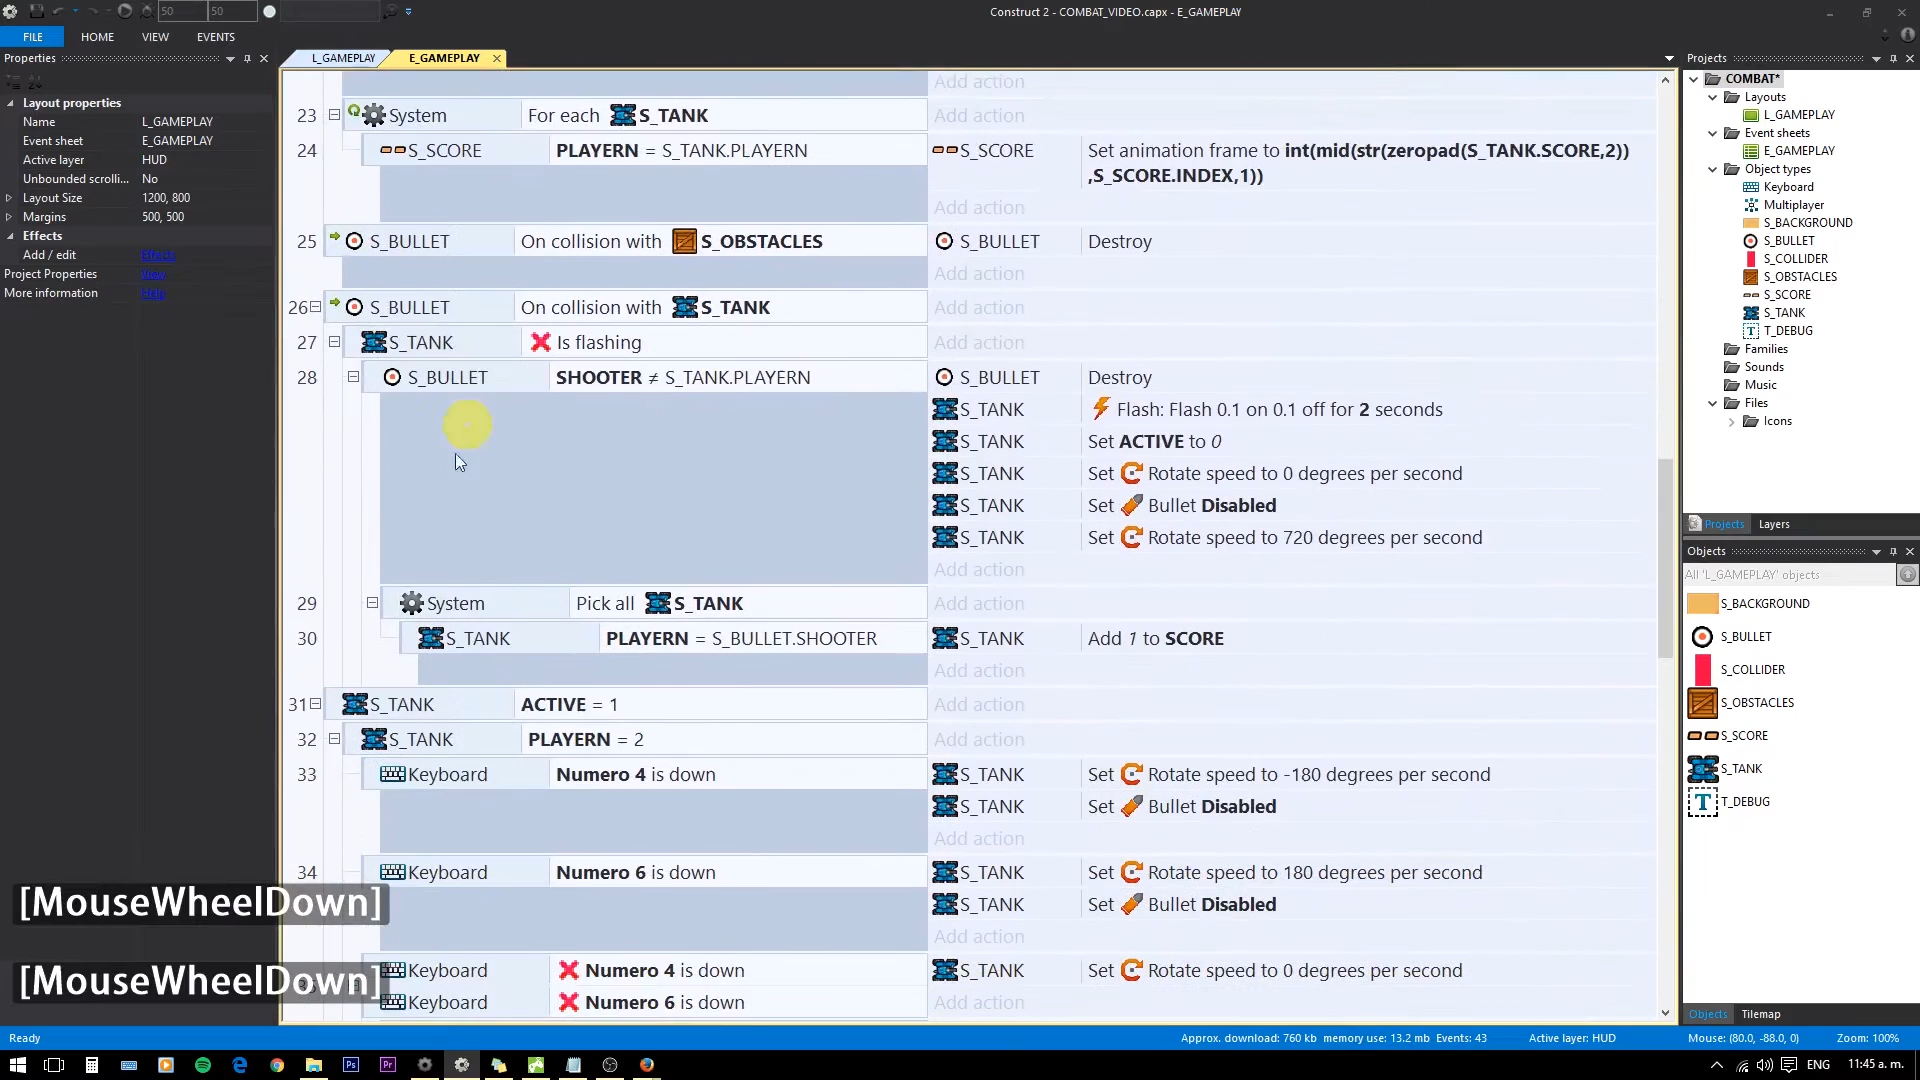 50
50
Construct 2 - COMBAT_VIDEO.capx - E_GAMEPLAY
FILE
HOME
VIEW
EVENTS
Properties
Layout properties
Name L_GAMEPLAY
Event sheet E_GAMEPLAY
Active layer HUD
Unbounded scrolli... No
Layout Size 1200, 800
Margins 500, 500
Effects
Add / edit Effects
Project Properties View
More information Help
L_GAMEPLAY
E_GAMEPLAY
Add action
23 System For each S_TANK Add action
24 S_SCORE PLAYERN = S_TANK.PLAYERN S_SCORE Set animation frame to int(mid(str(zeropad(S_TANK.SCORE,2))
,S_SCORE.INDEX,1))
Add action
25 S_BULLET On collision with S_OBSTACLES S_BULLET Destroy
Add action
26 S_BULLET On collision with S_TANK Add action
27 S_TANK Is flashing Add action
28 S_BULLET SHOOTER ≠ S_TANK.PLAYERN S_BULLET Destroy
S_TANK Flash: Flash 0.1 on 0.1 off for 2 seconds
S_TANK Set ACTIVE to 0
S_TANK Set Rotate speed to 0 degrees per second
S_TANK Set Bullet Disabled
S_TANK Set Rotate speed to 720 degrees per second
Add action
29 System Pick all S_TANK Add action
30 S_TANK PLAYERN = S_BULLET.SHOOTER S_TANK Add 1 to SCORE
Add action
31 S_TANK ACTIVE = 1 Add action
32 S_TANK PLAYERN = 2 Add action
33 Keyboard Numero 4 is down S_TANK Set Rotate speed to -180 degrees per second
S_TANK Set Bullet Disabled
Add action
34 Keyboard Numero 6 is down S_TANK Set Rotate speed to 180 degrees per second
S_TANK Set Bullet Disabled
Add action
Keyboard Numero 4 is down S_TANK Set Rotate speed to 0 degrees per second
Keyboard Numero 6 is down Add action
[MouseWheelDown]
[MouseWheelDown]
Projects
COMBAT*
Layouts
L_GAMEPLAY
Event sheets
E_GAMEPLAY
Object types
Keyboard
Multiplayer
S_BACKGROUND
S_BULLET
S_COLLIDER
S_OBSTACLES
S_SCORE
S_TANK
T_DEBUG
Families
Sounds
Music
Files
Icons
Projects Layers
Objects
All 'L_GAMEPLAY' objects
S_BACKGROUND
S_BULLET
S_COLLIDER
S_OBSTACLES
S_SCORE
S_TANK
T_DEBUG
Objects Tilemap
Ready
Approx. download: 760 kb memory use: 13.2 mb Events: 43
Active layer: HUD
Mouse: (80.0, -88.0, 0)
Zoom: 100%
Ps
Pr
ENG
11:45 a. m.